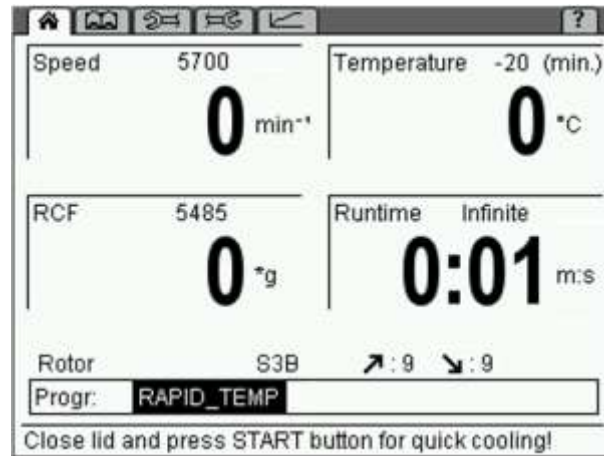 ?
Speed 5700
0 min⁻¹
Temperature -20 (min.)
0 °C
RCF 5485
0 *g
Runtime Infinite
0:01 m:s
Rotor S3B ↗: 9 ↘: 9
Progr: RAPID_TEMP
Close lid and press START button for quick cooling!